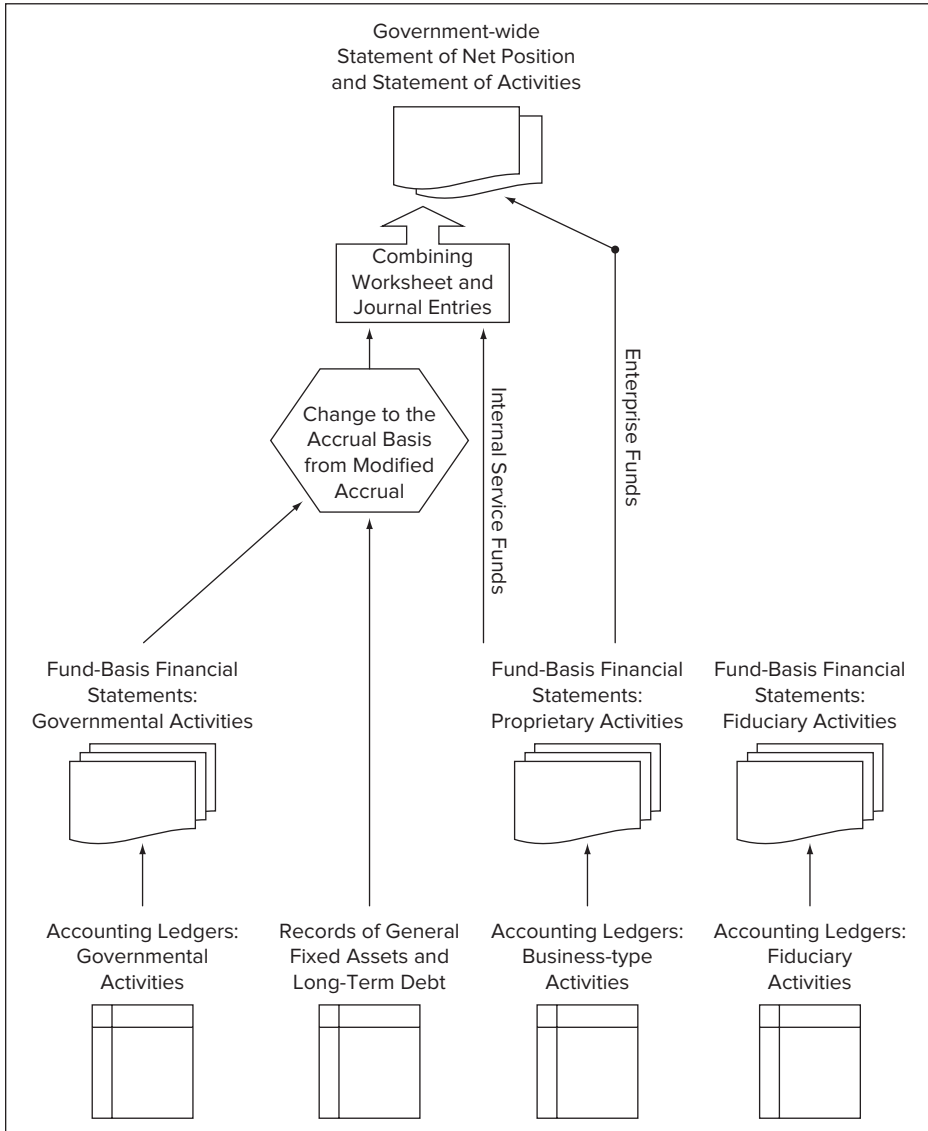 Government-wide
Statement of Net Position
and Statement of Activities
Combining
Worksheet and
Journal Entries
Change to the
Accrual Basis
from Modified
Accrual
Internal Service Funds
Enterprise Funds
Fund-Basis Financial
Statements:
Governmental Activities
Fund-Basis Financial
Statements:
Proprietary Activities
Fund-Basis Financial
Statements:
Fiduciary Activities
Accounting Ledgers:
Governmental
Activities
Records of General
Fixed Assets and
Long-Term Debt
Accounting Ledgers:
Business-type
Activities
Accounting Ledgers:
Fiduciary
Activities